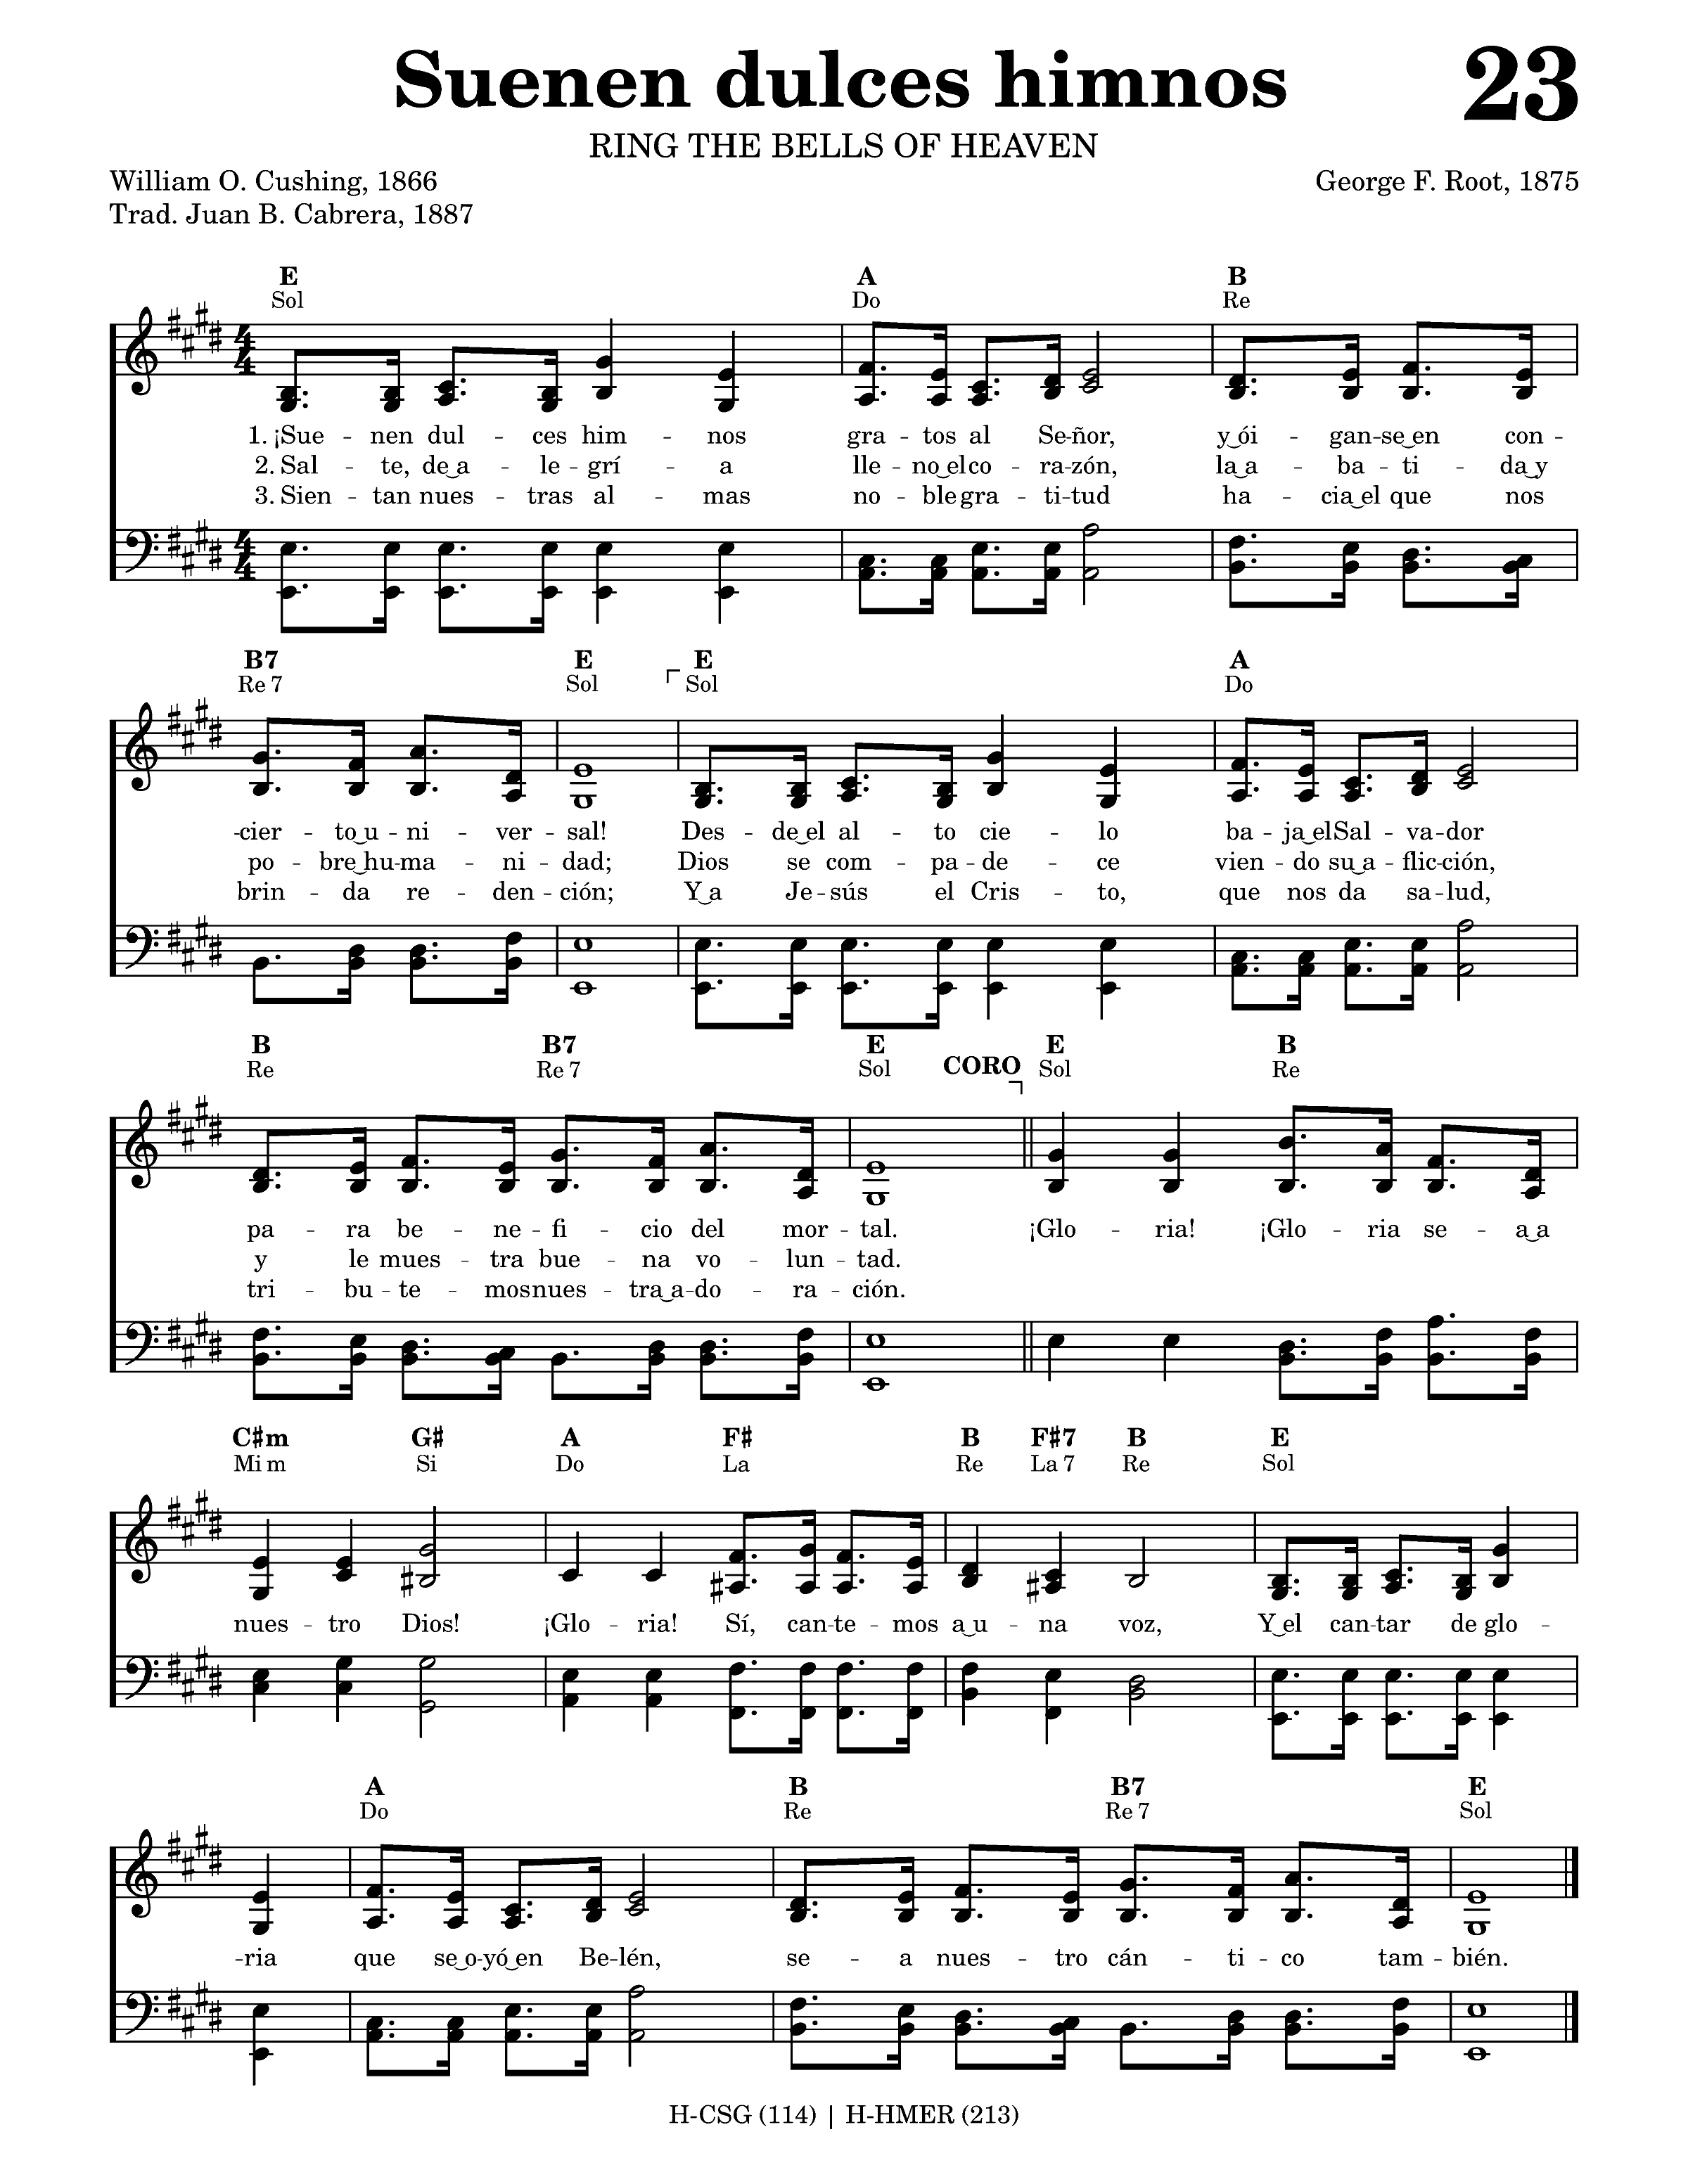 Suenen dulces himnos
23
RING THE BELLS OF HEAVEN
William O. Cushing, 1866
George F. Root, 1875
Trad. Juan B. Cabrera, 1887
E A B
Sol Do Re
1. ¡Sue -- nen dul -- ces him -- nos gra -- tos al Se -- ñor, y ói -- gan -- se en con --
2. Sal -- te, de a -- le -- grí -- a lle -- no el co -- ra -- zón, la a -- ba -- ti -- da y
3. Sien -- tan nues -- tras al -- mas no -- ble gra -- ti -- tud ha -- cia el que nos
B7 E E A
Re 7 Sol Sol Do
-cier -- to u -- ni -- ver -- sal! Des -- de el al -- to cie -- lo ba -- ja el Sal -- va -- dor
po -- bre hu -- ma -- ni -- dad; Dios se com -- pa -- de -- ce vien -- do su a -- flic -- ción,
brin -- da re -- den -- ción; Y a Je -- sús el Cris -- to, que nos da sa -- lud,
B B7 E CORO E B
Re Re 7 Sol Sol Re
pa -- ra be -- ne -- fi -- cio del mor -- tal. ¡Glo -- ria! ¡Glo -- ria se -- a a
y le mues -- tra bue -- na vo -- lun -- tad.
tri -- bu -- te -- mos nues -- tra a -- do -- ra -- ción.
C#m G# A F# B F#7 B E
Mi m Si Do La Re La 7 Re Sol
nues -- tro Dios! ¡Glo -- ria! Sí, can -- te -- mos a u -- na voz, Y el can -- tar de glo --
A B B7 E
Do Re Re 7 Sol
-ria que se o -- yó en Be -- lén, se -- a nues -- tro cán -- ti -- co tam -- bién.
H-CSG (114) | H-HMER (213)